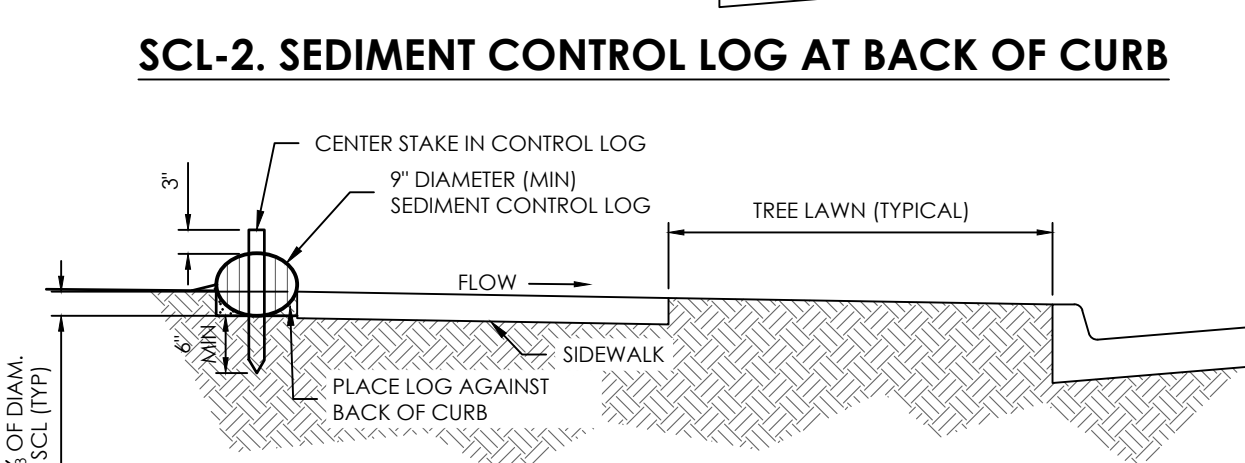 SCL-2. SEDIMENT CONTROL LOG AT BACK OF CURB
CENTER STAKE IN CONTROL LOG
3"
9" DIAMETER (MIN)
SEDIMENT CONTROL LOG
TREE LAWN (TYPICAL)
FLOW
6"
MIN
SIDEWALK
PLACE LOG AGAINST
BACK OF CURB
OF DIAM.
SCL (TYP)